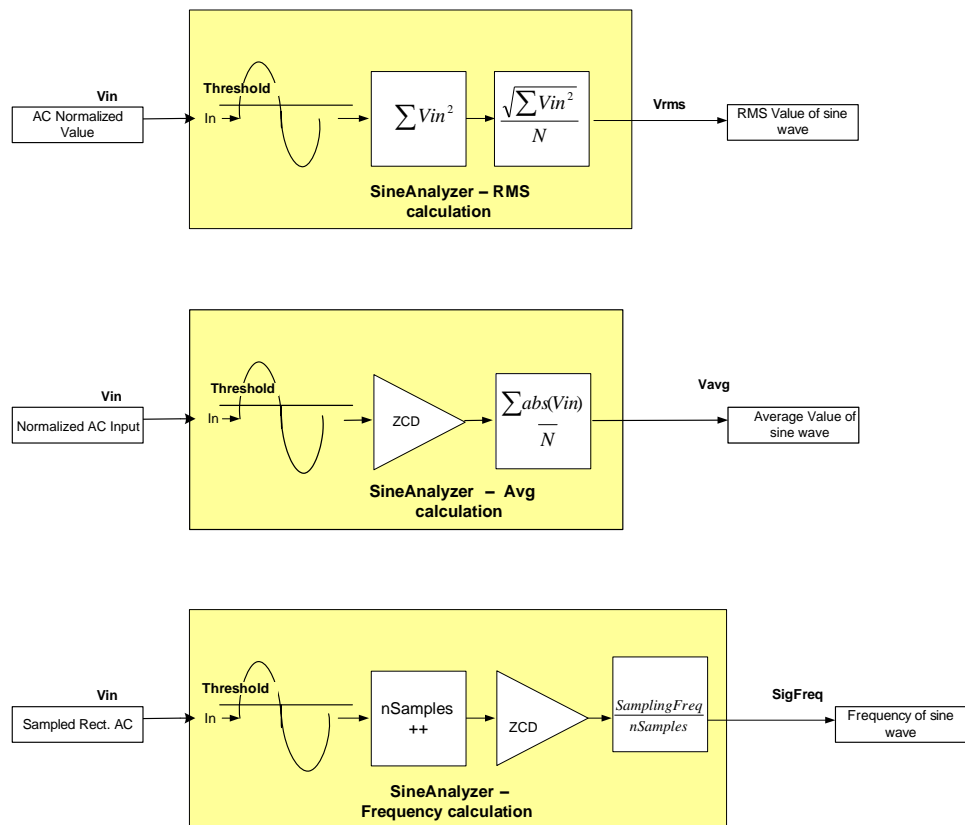 Vin
AC Normalized
Value
Threshold
In
∑Vin²
√∑Vin²
N
Vrms
RMS Value of sine
wave
SineAnalyzer – RMS
calculation
Vin
Normalized AC Input
Threshold
In
ZCD
∑abs(Vin)
N
Vavg
Average Value of
sine wave
SineAnalyzer – Avg
calculation
Vin
Sampled Rect. AC
Threshold
In
nSamples
++
ZCD
SamplingFreq
nSamples
SigFreq
Frequency of sine
wave
SineAnalyzer –
Frequency calculation